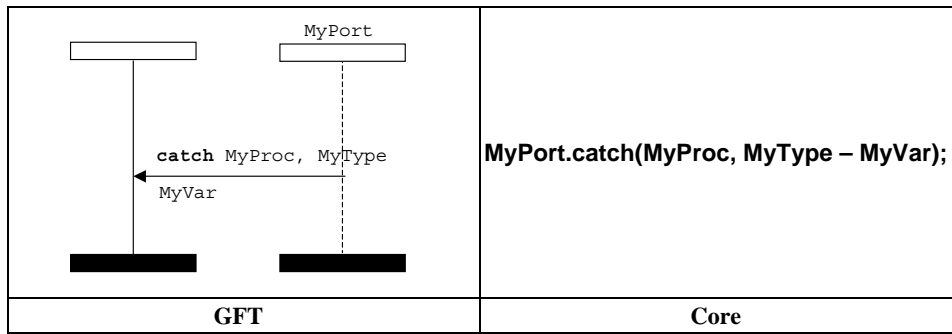 MyPort
catch MyProc, MyType
MyVar
MyPort.catch(MyProc, MyType – MyVar);
GFT
Core